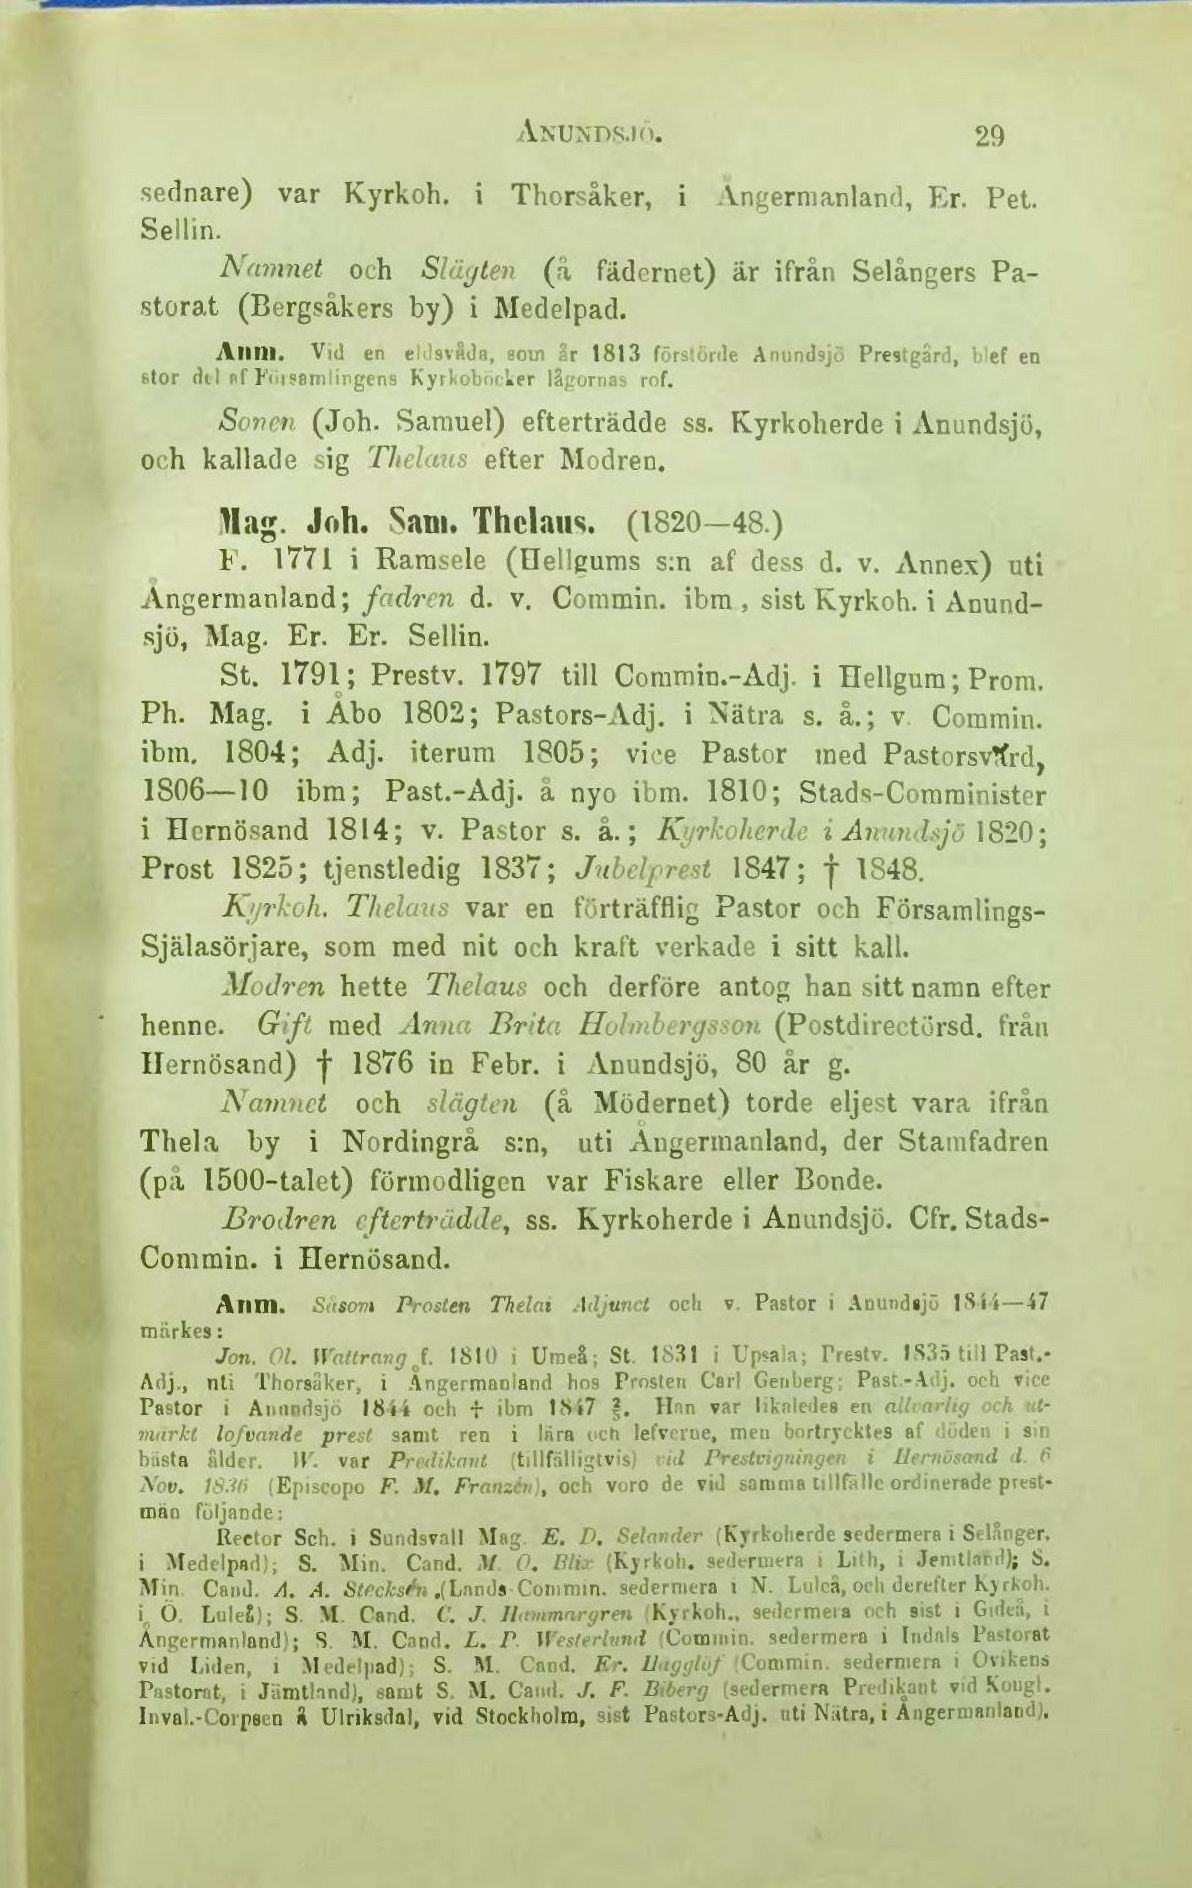 ANUNDSJÖ. 29
sednare) var Kyrkoh. i Thorsåker, i Ångermanland, Er. Pet.
Sellin.
Namnet och Slägten (å fädernet) är ifrån Selångers Pa-
storat (Bergsåkers by) i Medelpad.
Anm. Vid en eldsvåda, som år 1813 förstörde Anundsjö Prestgård, blef en
stor del af Församlingens Kyrkoböcker lågornas rof.
Sonen (Joh. Samuel) efterträdde ss. Kyrkoherde i Anundsjö,
och kallade sig Thelaus efter Modren.
Mag. Joh. Sam. Thelaus. (1820—48.)
F. 1771 i Ramsele (Hellgums s:n af dess d. v. Annex) uti
Ångermanland; fadren d. v. Commin. ibm, sist Kyrkoh. i Anund-
sjö, Mag. Er. Er. Sellin.
St. 1791; Prestv. 1797 till Commin.-Adj. i Hellgum; Prom.
Ph. Mag. i Åbo 1802; Pastors-Adj. i Nätra s. å.; v. Commin.
ibm. 1804; Adj. iterum 1805; vice Pastor med Pastorsvård,
1806—10 ibm; Past.-Adj. å nyo ibm. 1810; Stads-Comminister
i Hernösand 1814; v. Pastor s. å.; Kyrkoherde i Anundsjö 1820;
Prost 1825; tjenstledig 1837; Jubelprest 1847; † 1848.
Kyrkoh. Thelaus var en förträfflig Pastor och Församlings-
Själasörjare, som med nit och kraft verkade i sitt kall.
Modren hette Thelaus och derföre antog han sitt namn efter
henne. Gift med Anna Brita Holmbergsson (Postdirectörsd. från
Hernösand) † 1876 in Febr. i Anundsjö, 80 år g.
Namnet och slägten (å Mödernet) torde eljest vara ifrån
Thela by i Nordingrå s:n, uti Ångermanland, der Stamfadren
(på 1500-talet) förmodligen var Fiskare eller Bonde.
Brodren efterträdde, ss. Kyrkoherde i Anundsjö. Cfr. Stads-
Commin. i Hernösand.
Anm. Såsom Prosten Thelai Adjunct och v. Pastor i Anundsjö 1844—47
märkes:
Jon. Ol. Wattrang f. 1810 i Umeå; St. 1831 i Upsala; Prestv. 1835 till Past.-
Adj., uti Thorsåker, i Ångermanland hos Prosten Carl Genberg; Past.-Adj. och vice
Pastor i Anundsjö 1844 och † ibm 1847. Han var likaledes en allvarlig och ut-
märkt lofvande prest samt ren i lära och lefverne, men bortrycktes af döden i sin
bästa ålder. W. var Predikant (tillfälligtvis) vid Prestvigningen i Hernösand d. 6
Nov. 1836 (Episcopo F. M. Franzén), och voro de vid samma tillfälle ordinerade prest-
män följande:
Rector Sch. i Sundsvall Mag. E. D. Selander (Kyrkoherde sedermera i Selånger,
i Medelpad); S. Min. Cand. M. O. Blix (Kyrkoh. sedermera i Lith, i Jemtland); S.
Min. Cand. A. A. Stecksén (Lands-Commin. sedermera i N. Luleå, och derefter Kyrkoh.
i Ö. Luleå); S. M. Cand. C. J. Hammargren (Kyrkoh., sedermera och sist i Gideå, i
Ångermanland); S. M. Cand. L. P. Westerlund (Commin. sedermera i Indals Pastorat
vid Liden, i Medelpad); S. M. Cand. Er. Hägglöf (Commin. sedermera i Ovikens
Pastorat, i Jämtland), samt S. M. Cand. J. F. Biberg (sedermera Predikant vid Kongl.
Inval.-Corpsen å Ulriksdal, vid Stockholm, sist Pastors-Adj. uti Nätra, i Ångermanland).